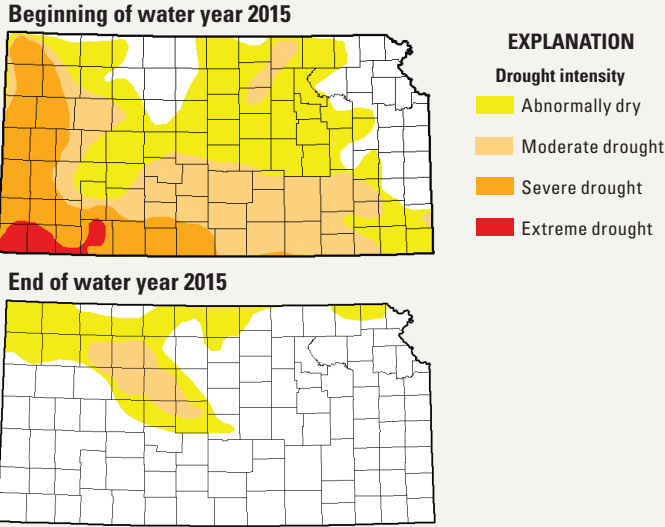 Beginning of water year 2015
EXPLANATION
Drought intensity
Abnormally dry
Moderate drought
Severe drought
Extreme drought
End of water year 2015